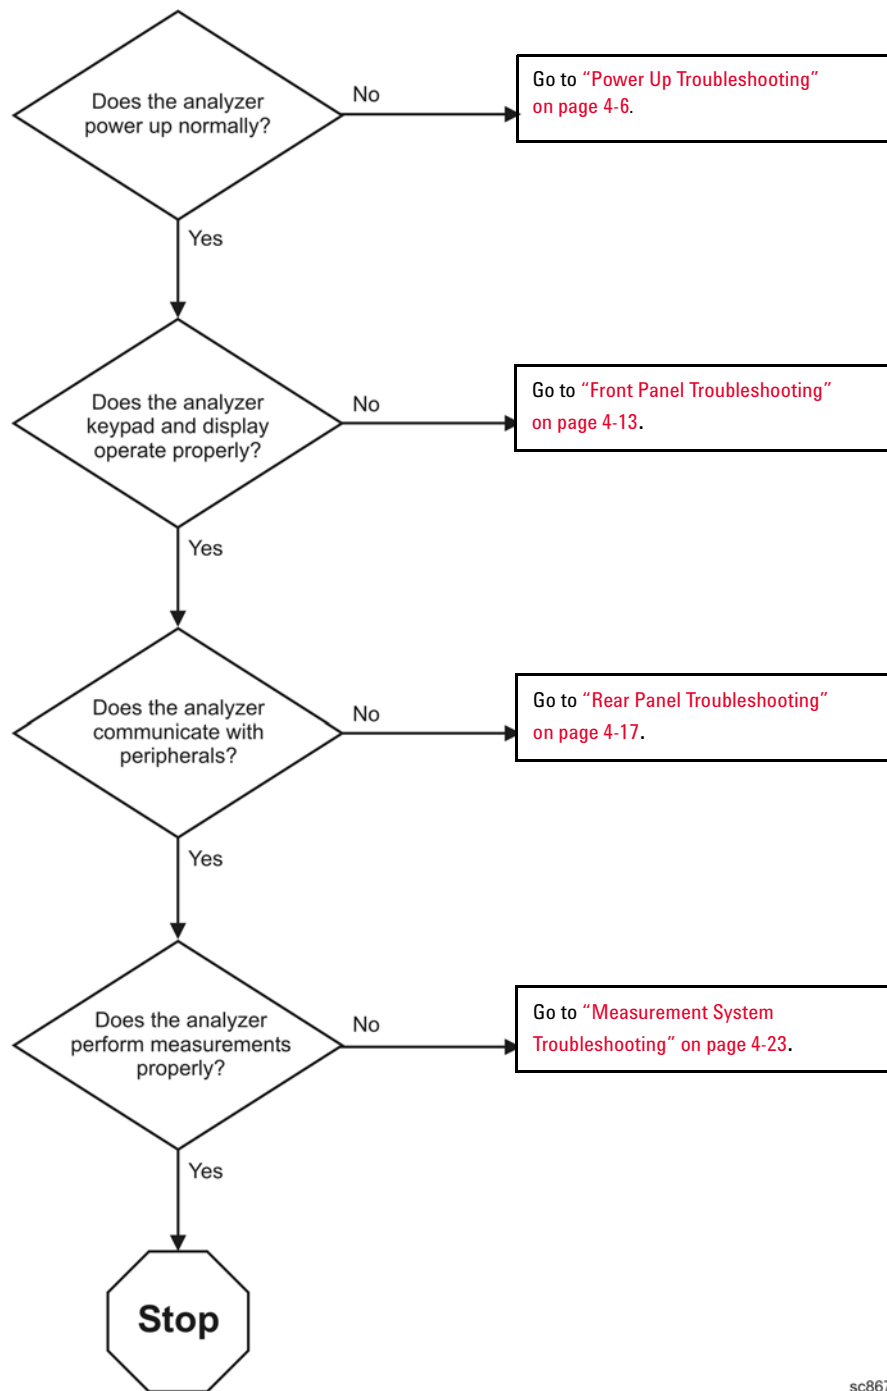 Does the analyzer
power up normally?
No
Go to “Power Up Troubleshooting”
on page 4-6.
Yes
Does the analyzer
keypad and display
operate properly?
No
Go to “Front Panel Troubleshooting”
on page 4-13.
Yes
Does the analyzer
communicate with
peripherals?
No
Go to “Rear Panel Troubleshooting”
on page 4-17.
Yes
Does the analyzer
perform measurements
properly?
No
Go to “Measurement System
Troubleshooting” on page 4-23.
Yes
Stop
sc867